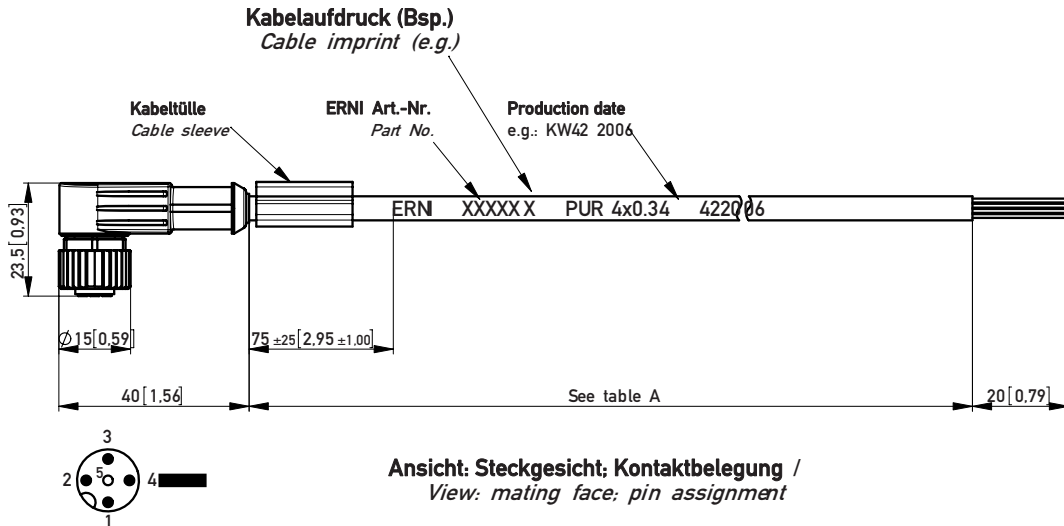 Kabelaufdruck (Bsp.)
Cable imprint (e.g.)
Kabeltülle
Cable sleeve
ERNI Art.-Nr.
Part No.
Production date
e.g.: KW42 2006
ERNI XXXXXX PUR 4x0.34 422006
23.5[0.93]
Ø15[0,59]
75 ±25[2,95 ±1,00]
40[1,56]
See table A
20[0,79]
3
2 5 4
1
Ansicht: Steckgesicht; Kontaktbelegung /
View: mating face; pin assignment